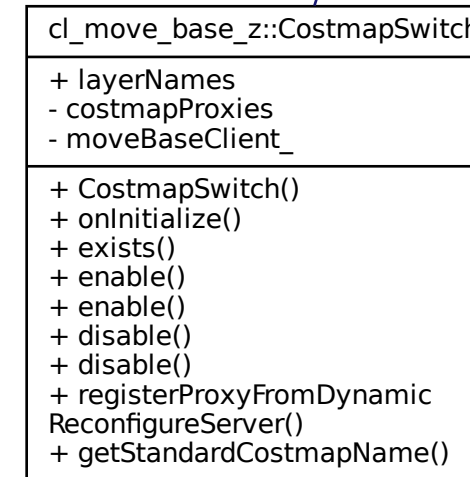 cl_move_base_z::CostmapSwitch
+ layerNames
- costmapProxies
- moveBaseClient_
+ CostmapSwitch()
+ onInitialize()
+ exists()
+ enable()
+ enable()
+ disable()
+ disable()
+ registerProxyFromDynamic
ReconfigureServer()
+ getStandardCostmapName()